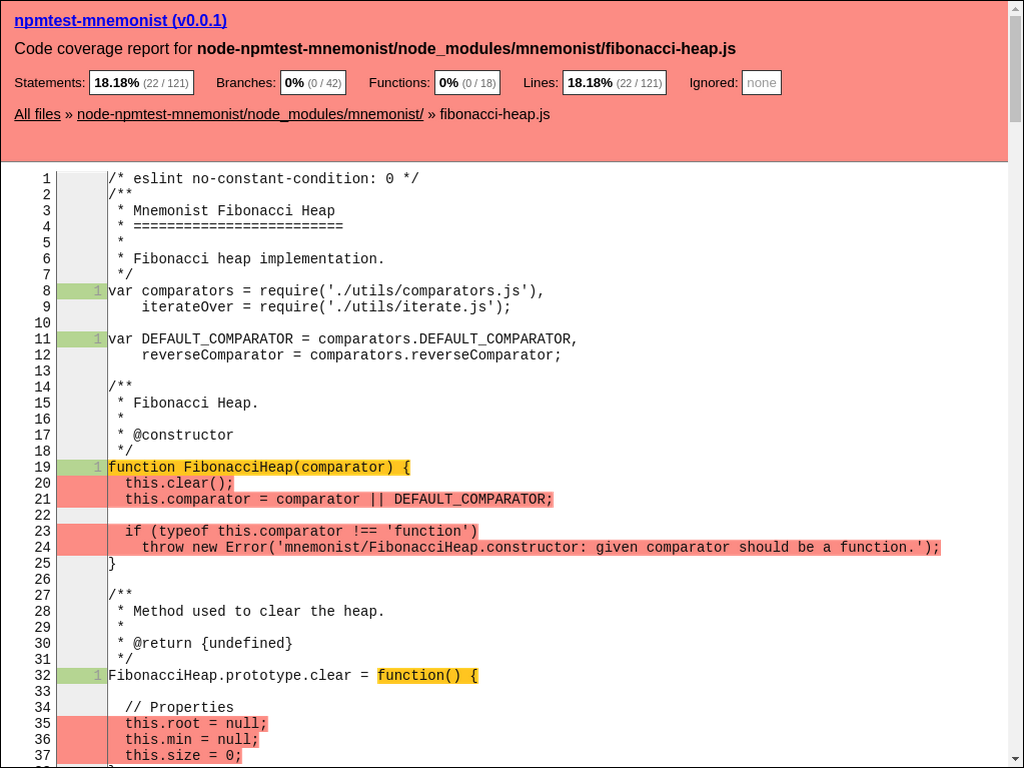 npmtest-mnemonist (v0.0.1)
Code coverage report for node-npmtest-mnemonist/node_modules/mnemonist/fibonacci-heap.js
Statements: 18.18% (22 / 121) Branches: 0% (0 / 42) Functions: 0% (0 / 18) Lines: 18.18% (22 / 121) Ignored: none
All files » node-npmtest-mnemonist/node_modules/mnemonist/ » fibonacci-heap.js
1 /* eslint no-constant-condition: 0 */
2 /**
3  * Mnemonist Fibonacci Heap
4  * =========================
5  *
6  * Fibonacci heap implementation.
7  */
8 1 var comparators = require('./utils/comparators.js'),
9     iterateOver = require('./utils/iterate.js');
10
11 1 var DEFAULT_COMPARATOR = comparators.DEFAULT_COMPARATOR,
12     reverseComparator = comparators.reverseComparator;
13
14 /**
15  * Fibonacci Heap.
16  *
17  * @constructor
18  */
19 1 function FibonacciHeap(comparator) {
20   this.clear();
21   this.comparator = comparator || DEFAULT_COMPARATOR;
22
23   if (typeof this.comparator !== 'function')
24     throw new Error('mnemonist/FibonacciHeap.constructor: given comparator should be a function.');
25 }
26
27 /**
28  * Method used to clear the heap.
29  *
30  * @return {undefined}
31  */
32 1 FibonacciHeap.prototype.clear = function() {
33
34   // Properties
35   this.root = null;
36   this.min = null;
37   this.size = 0;